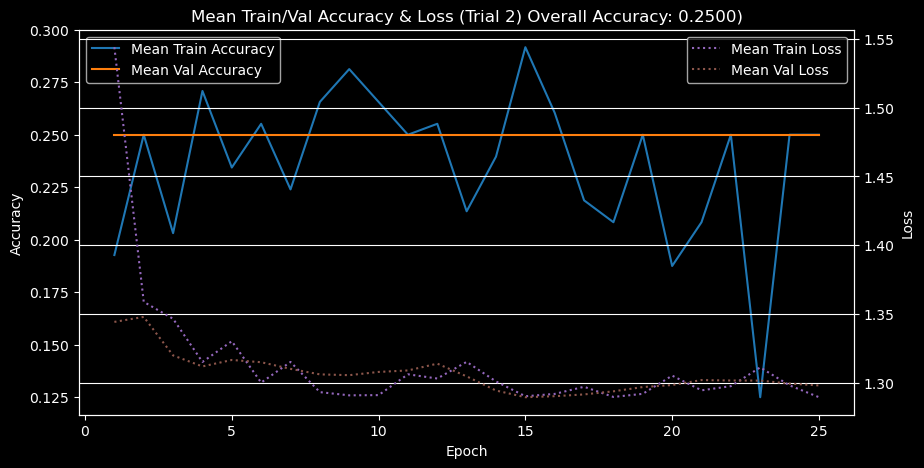 Mean Train/Val Accuracy & Loss (Trial 2) Overall Accuracy: 0.2500)
Mean Train Accuracy
Mean Val Accuracy
Mean Train Loss
Mean Val Loss
Accuracy
0.300
0.275
0.250
0.225
0.200
0.175
0.150
0.125
Loss
1.55
1.50
1.45
1.40
1.35
1.30
0
5
10
15
20
25
Epoch